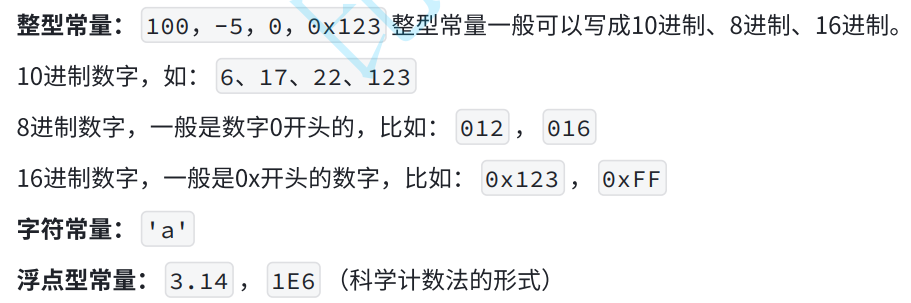 整型常量：100，-5，0，0x123 整型常量一般可以写成10进制、8进制、16进制。
10进制数字，如：6、17、22、123
8进制数字，一般是数字0开头的，比如：012，016
16进制数字，一般是0x开头的数字，比如：0x123，0xFF
字符常量：'a'
浮点型常量：3.14，1E6（科学计数法的形式）